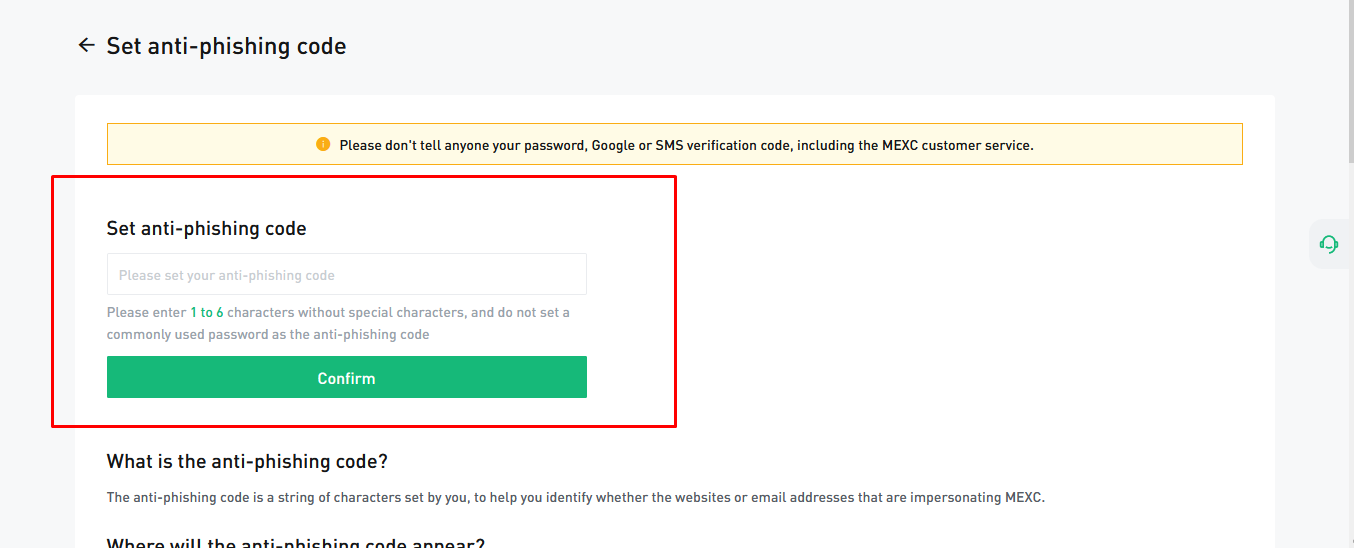 Set anti-phishing code
Please don't tell anyone your password, Google or SMS verification code, including the MEXC customer service.
Set anti-phishing code
Please set your anti-phishing code
Please enter 1 to 6 characters without special characters, and do not set a
commonly used password as the anti-phishing code
Confirm
What is the anti-phishing code?
The anti-phishing code is a string of characters set by you, to help you identify whether the websites or email addresses that are impersonating MEXC.
Where will the anti-phishing code appear?